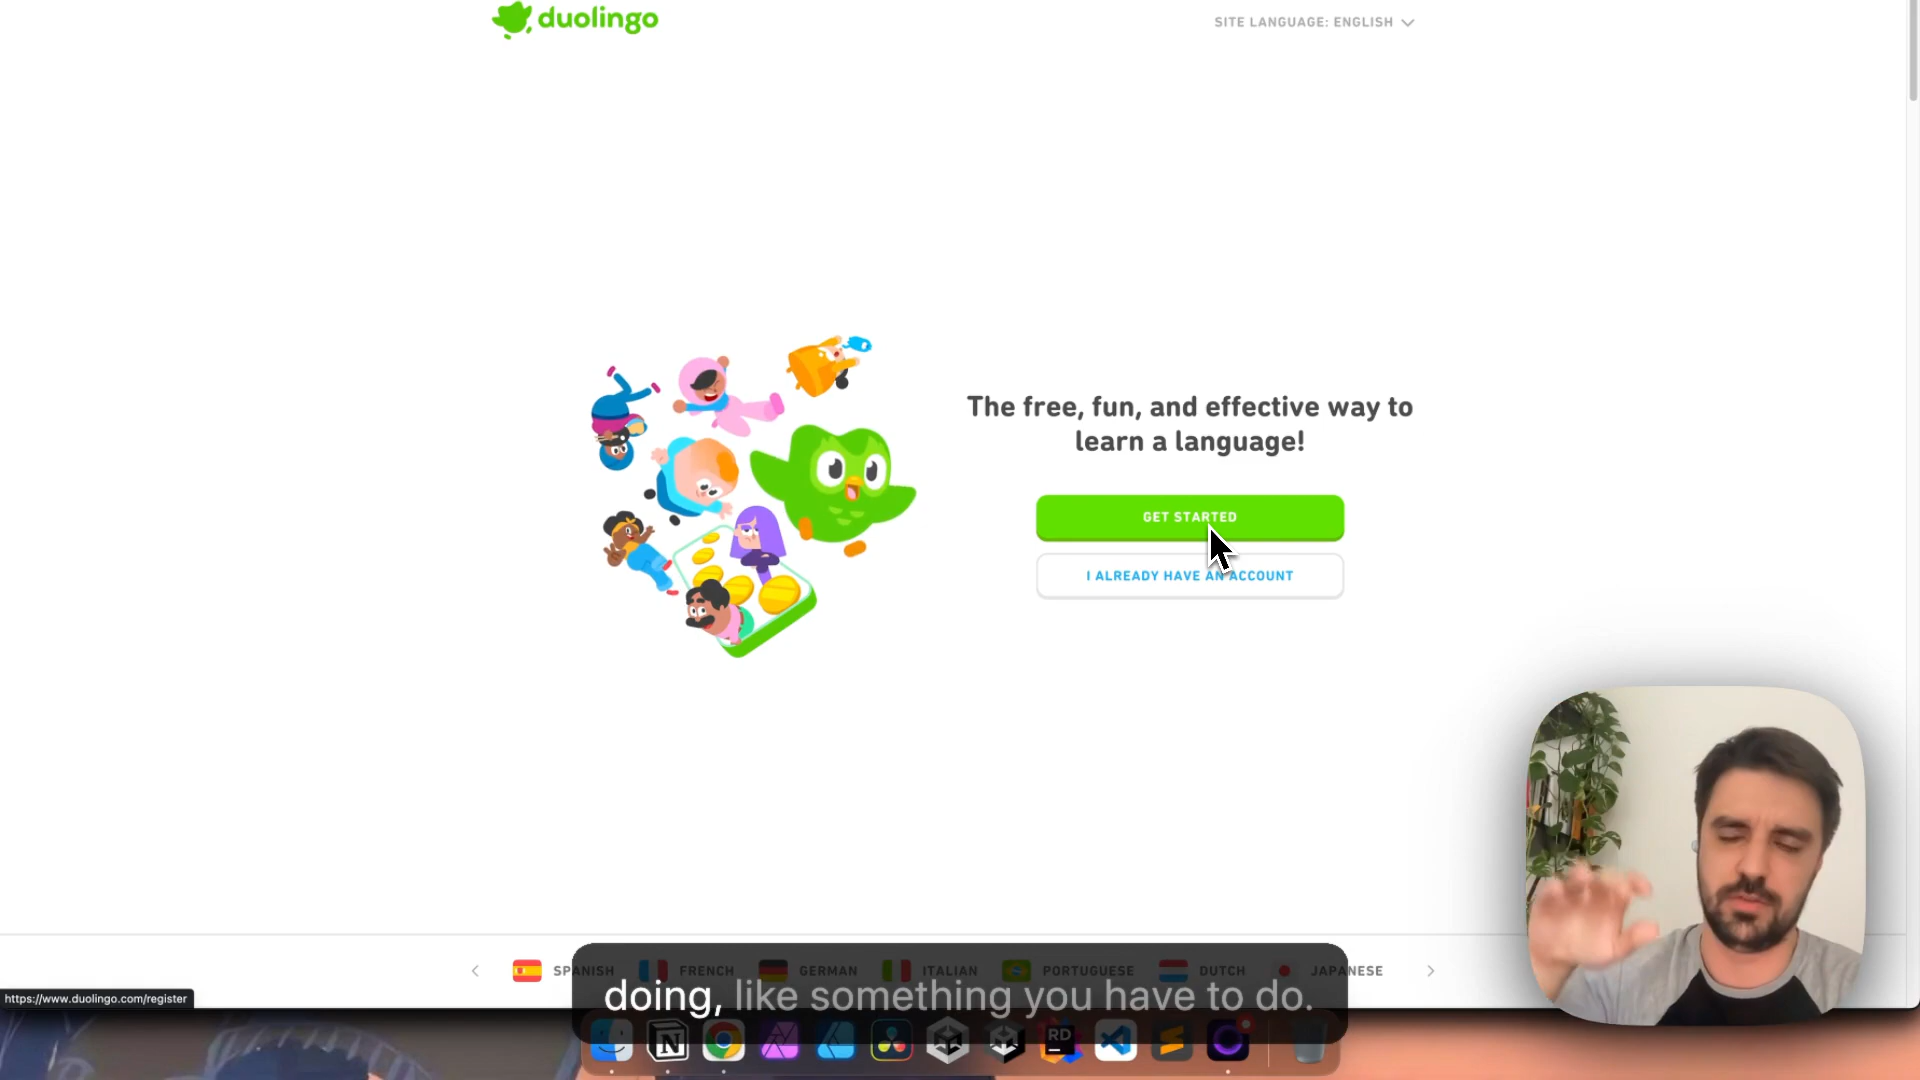 duolingo
SITE LANGUAGE: ENGLISH
The free, fun, and effective way to
learn a language!
GET STARTED
I ALREADY HAVE AN ACCOUNT
SPANISH FRENCH GERMAN ITALIAN PORTUGUESE DUTCH JAPANESE
https://www.duolingo.com/register
doing, like something you have to do.
RD